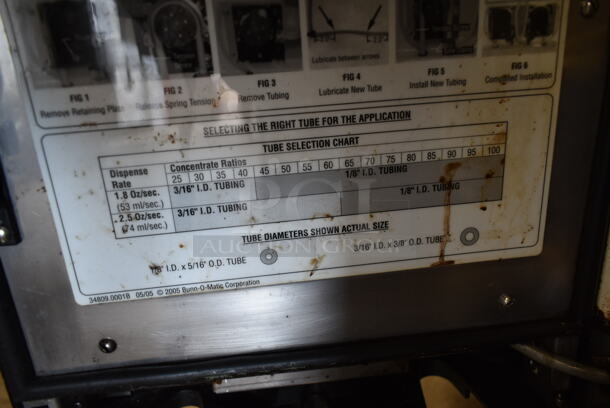 Lubricate between arrows
FIG 1 FIG 2 FIG 3 FIG 4 FIG 5 FIG 6
Remove Retaining Plate Release Spring Tension Remove Tubing Lubricate New Tube Install New Tubing Completed Installation
SELECTING THE RIGHT TUBE FOR THE APPLICATION
TUBE SELECTION CHART
Dispense Rate Concentrate Ratios
25 30 35 40 45 50 55 60 65 70 75 80 85 90 95 100
1.8 Oz/sec. (53 ml/sec.) 3/16" I.D. TUBING 1/8" I.D. TUBING
2.5 Oz/sec. (74 ml/sec.) 3/16" I.D. TUBING 1/8" I.D. TUBING
TUBE DIAMETERS SHOWN ACTUAL SIZE
1/8" I.D. x 5/16" O.D. TUBE 3/16" I.D. x 3/8" O.D. TUBE
34809.0001B 05/05 © 2005 Bunn-O-Matic Corporation
AUCTION GROUP